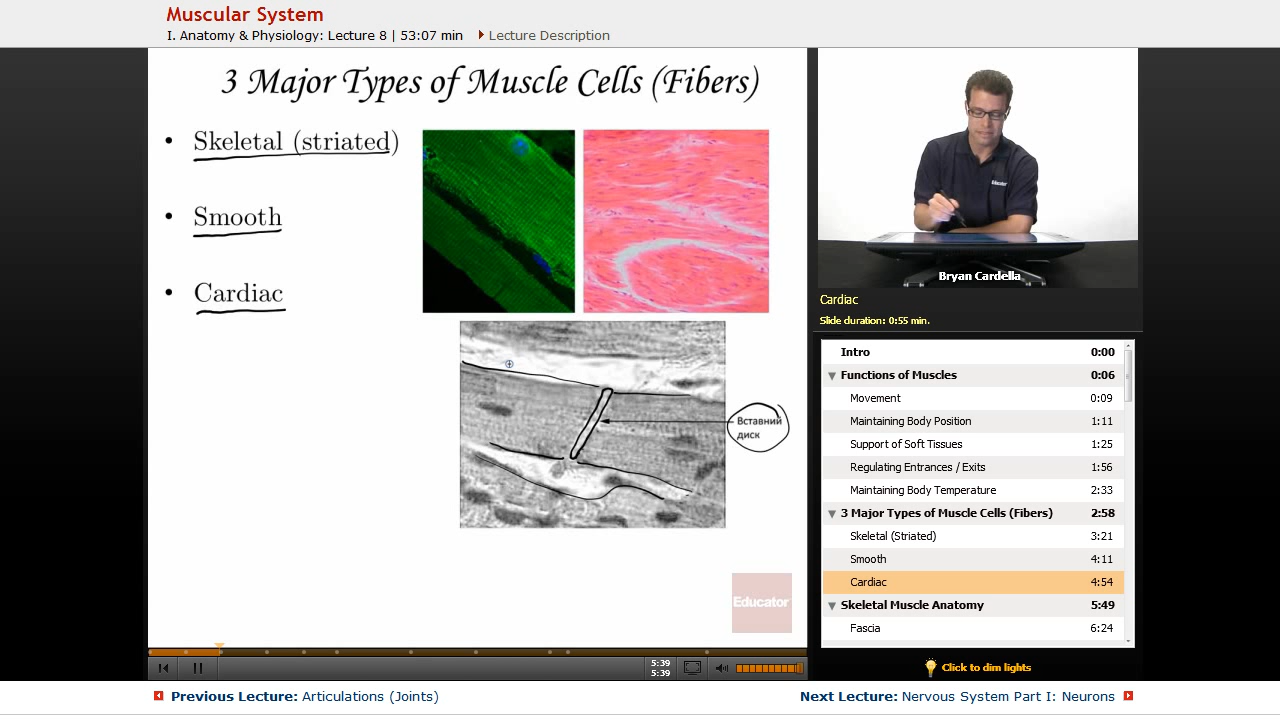 Muscular System
I. Anatomy & Physiology: Lecture 8 | 53:07 min Lecture Description
3 Major Types of Muscle Cells (Fibers)
• Skeletal (striated)
• Smooth
• Cardiac
Вставний
диск
Educator
Educator
Bryan Cardella
Cardiac
Slide duration: 0:55 min.
Intro 0:00
Functions of Muscles 0:06
Movement 0:09
Maintaining Body Position 1:11
Support of Soft Tissues 1:25
Regulating Entrances / Exits 1:56
Maintaining Body Temperature 2:33
3 Major Types of Muscle Cells (Fibers) 2:58
Skeletal (Striated) 3:21
Smooth 4:11
Cardiac 4:54
Skeletal Muscle Anatomy 5:49
Fascia 6:24
5:39
5:39
Click to dim lights
Previous Lecture: Articulations (Joints)
Next Lecture: Nervous System Part I: Neurons